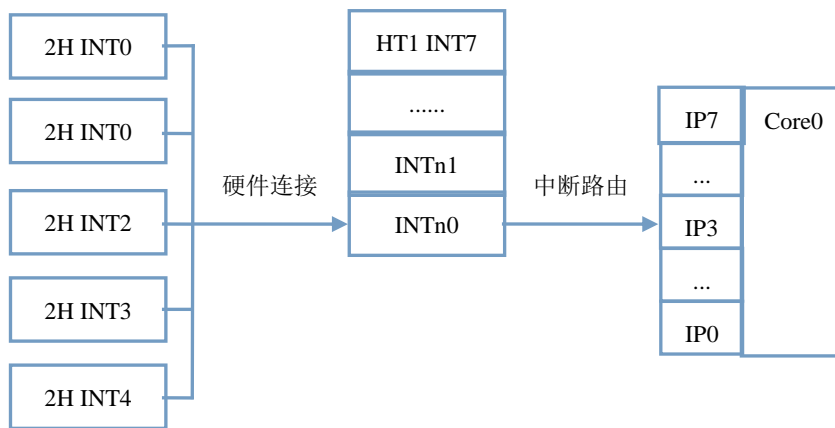 2H INT0
2H INT0
2H INT2
2H INT3
2H INT4
硬件连接
HT1 INT7
......
INTn1
INTn0
中断路由
IP7
...
IP3
...
IP0
Core0